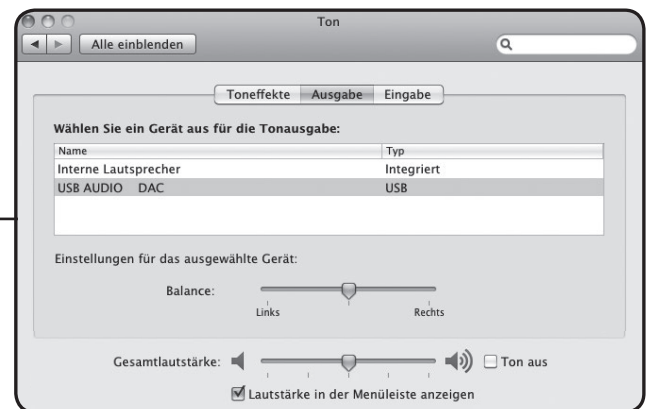 Ton
Alle einblenden
Toneffekte Ausgabe Eingabe
Wählen Sie ein Gerät aus für die Tonausgabe:
Name Typ
Interne Lautsprecher Integriert
USB AUDIO DAC USB
Einstellungen für das ausgewählte Gerät:
Balance:
Links Rechts
Gesamtlautstärke: Ton aus
Lautstärke in der Menüleiste anzeigen